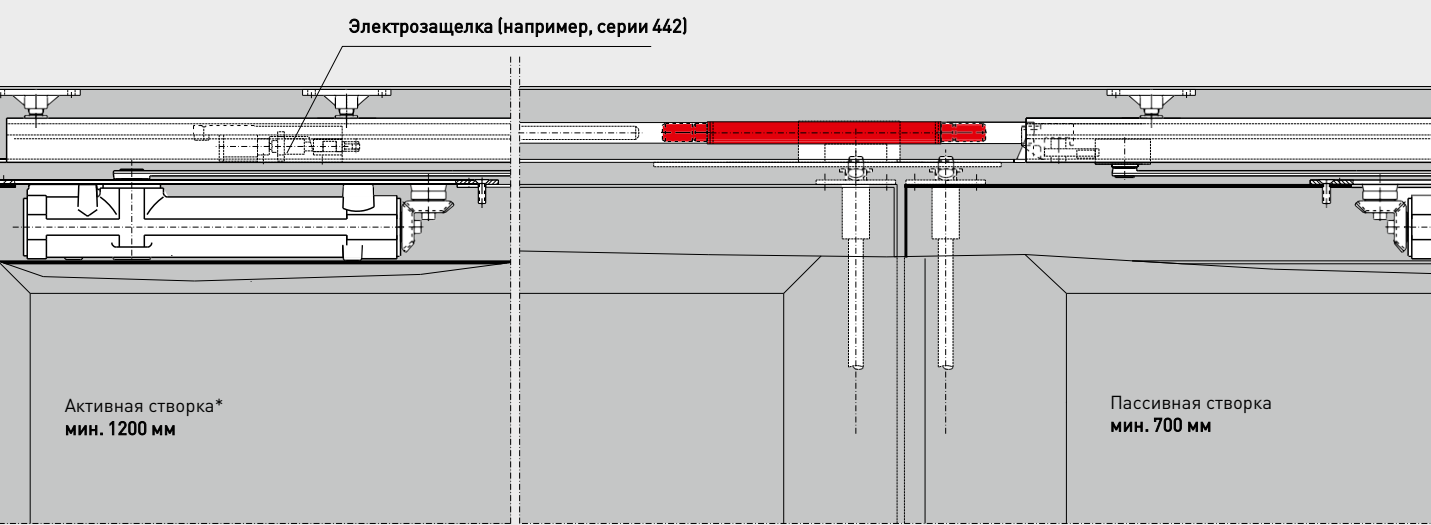 Электрозащелка (например, серии 442)
Активная створка*
мин. 1200 мм
Пассивная створка
мин. 700 мм